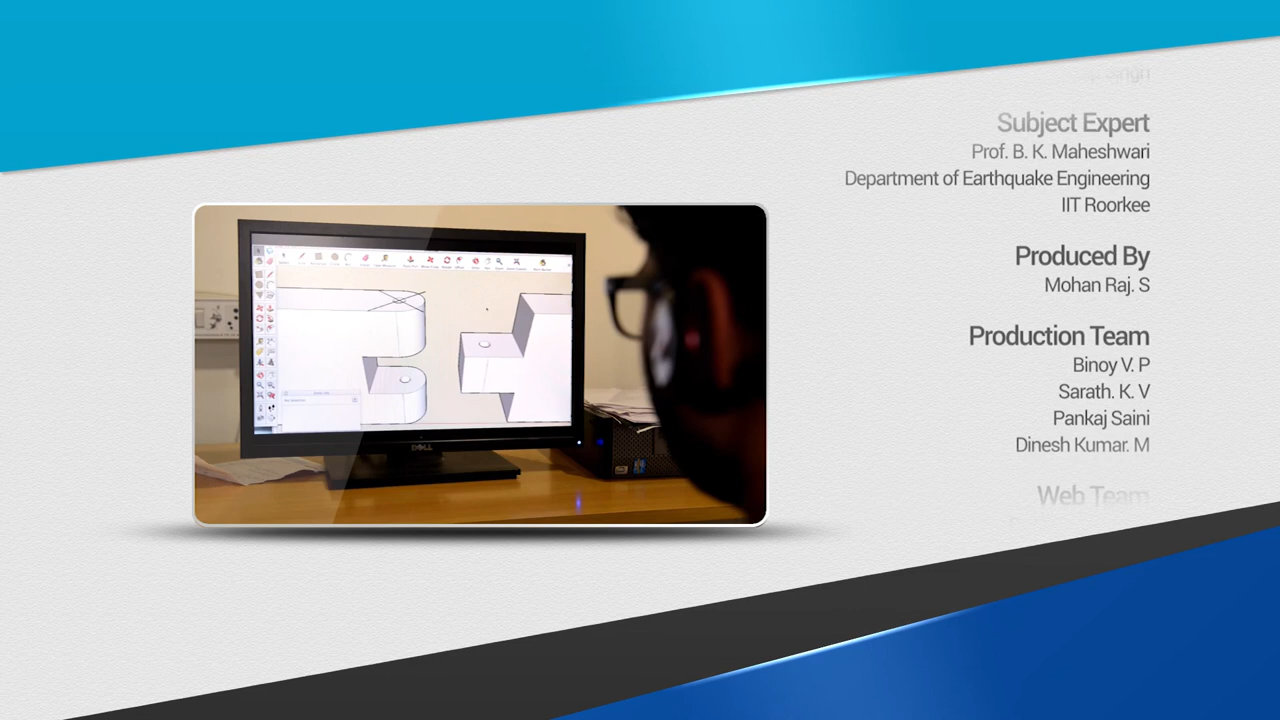 Subject Expert
Prof. B. K. Maheshwari
Department of Earthquake Engineering
IIT Roorkee
Produced By
Mohan Raj. S
Production Team
Binoy V. P
Sarath. K. V
Pankaj Saini
Dinesh Kumar. M
Web Team
DELL